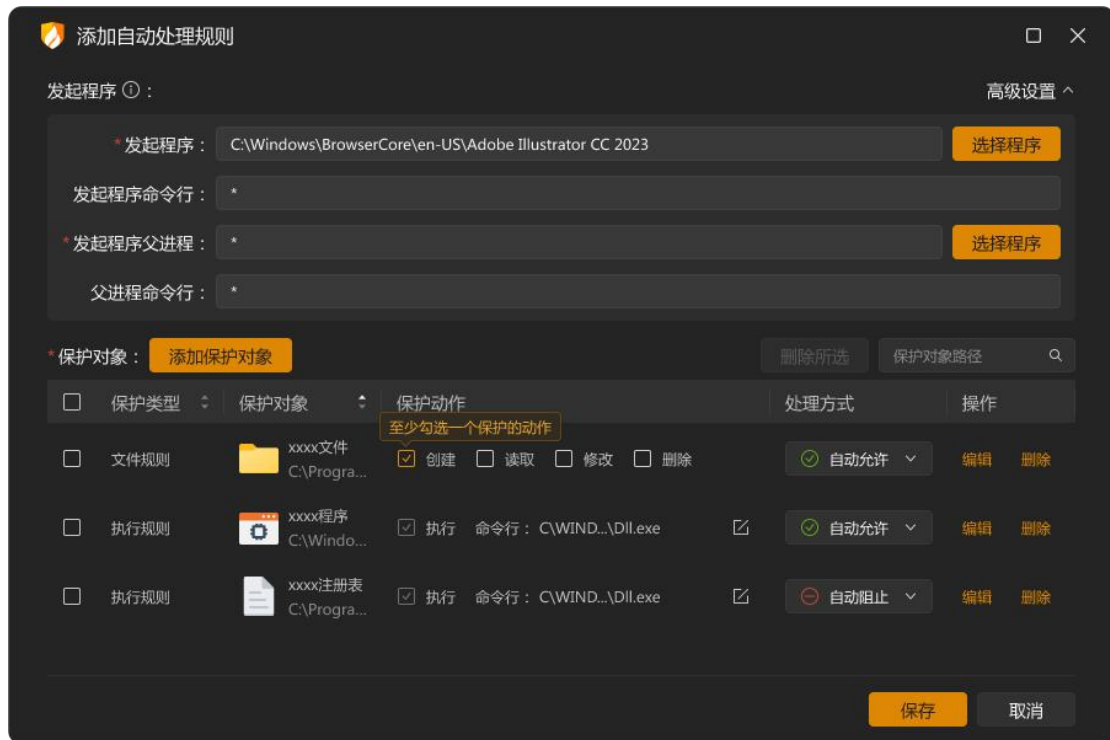 添加自动处理规则
发起程序 ⓘ：
高级设置
*发起程序： C:\Windows\BrowserCore\en-US\Adobe Illustrator CC 2023 选择程序
发起程序命令行： *
*发起程序父进程： * 选择程序
父进程命令行： *
*保护对象： 添加保护对象 删除所选 保护对象路径
保护类型 保护对象 保护动作 处理方式 操作
至少勾选一个保护的动作
文件规则 xxxx文件 C:\Progra... 创建 读取 修改 删除 自动允许 编辑 删除
执行规则 xxxx程序 C:\Windo... 执行 命令行： C\WIND...\Dll.exe 自动允许 编辑 删除
执行规则 xxxx注册表 C:\Progra... 执行 命令行： C\WIND...\Dll.exe 自动阻止 编辑 删除
保存 取消